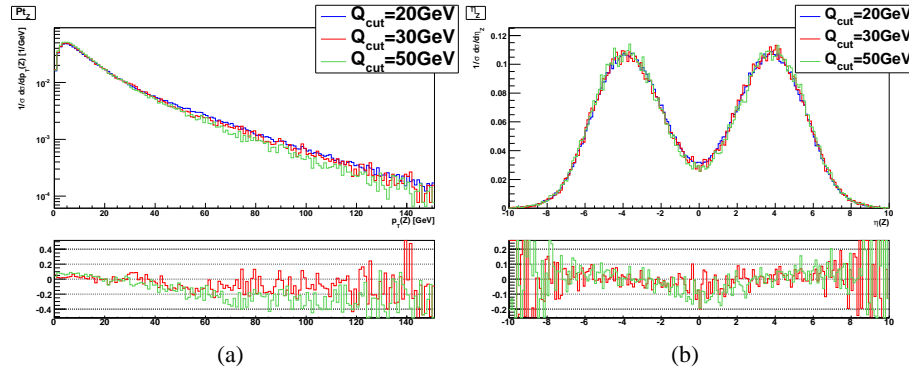 Pt_Z
Q_cut=20GeV
Q_cut=30GeV
Q_cut=50GeV
1/σ dσ/dp_T(Z) [1/GeV]
10^-2
10^-3
10^-4
0 20 40 60 80 100 120 140
p_T(Z) [GeV]
0.4
0.2
0
-0.2
-0.4
0 20 40 60 80 100 120 140
(a)
η_Z
Q_cut=20GeV
Q_cut=30GeV
Q_cut=50GeV
1/σ dσ/dη_Z
0.12
0.1
0.08
0.06
0.04
0.02
0
-10 -8 -6 -4 -2 0 2 4 6 8 10
η(Z)
0.2
0.1
0
-0.1
-0.2
-10 -8 -6 -4 -2 0 2 4 6 8 10
(b)